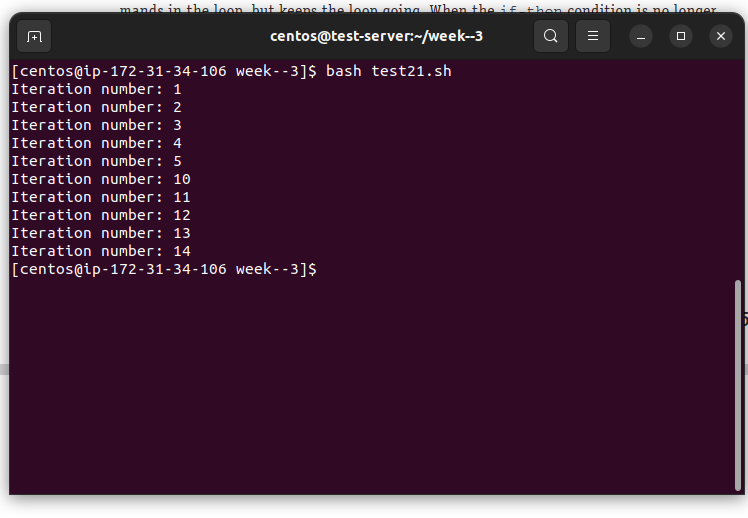 mands in the loop, but keeps the loop going. When the if-then condition is no longer
centos@test-server:~/week--3
[centos@ip-172-31-34-106 week--3]$ bash test21.sh
Iteration number: 1
Iteration number: 2
Iteration number: 3
Iteration number: 4
Iteration number: 5
Iteration number: 10
Iteration number: 11
Iteration number: 12
Iteration number: 13
Iteration number: 14
[centos@ip-172-31-34-106 week--3]$